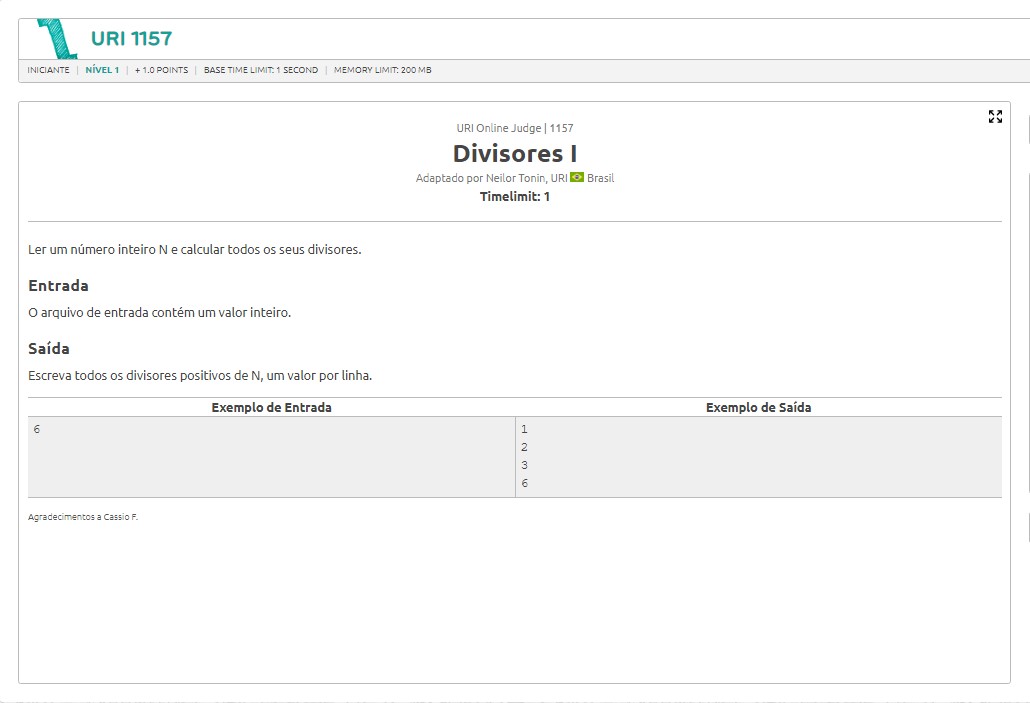 URI 1157
INICIANTE | NÍVEL 1 | + 1.0 POINTS | BASE TIME LIMIT: 1 SECOND | MEMORY LIMIT: 200 MB
URI Online Judge | 1157
Divisores I
Adaptado por Neilor Tonin, URI Brasil
Timelimit: 1
Ler um número inteiro N e calcular todos os seus divisores.
Entrada
O arquivo de entrada contém um valor inteiro.
Saída
Escreva todos os divisores positivos de N, um valor por linha.
Exemplo de Entrada Exemplo de Saída
6 1
2
3
6
Agradecimentos a Cassio F.